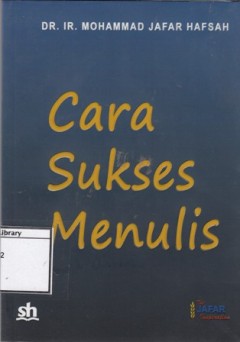 DR. IR. MOHAMMAD JAFAR HAFSAH
Cara
Sukses
Menulis
Library
2
sh
JAFAR